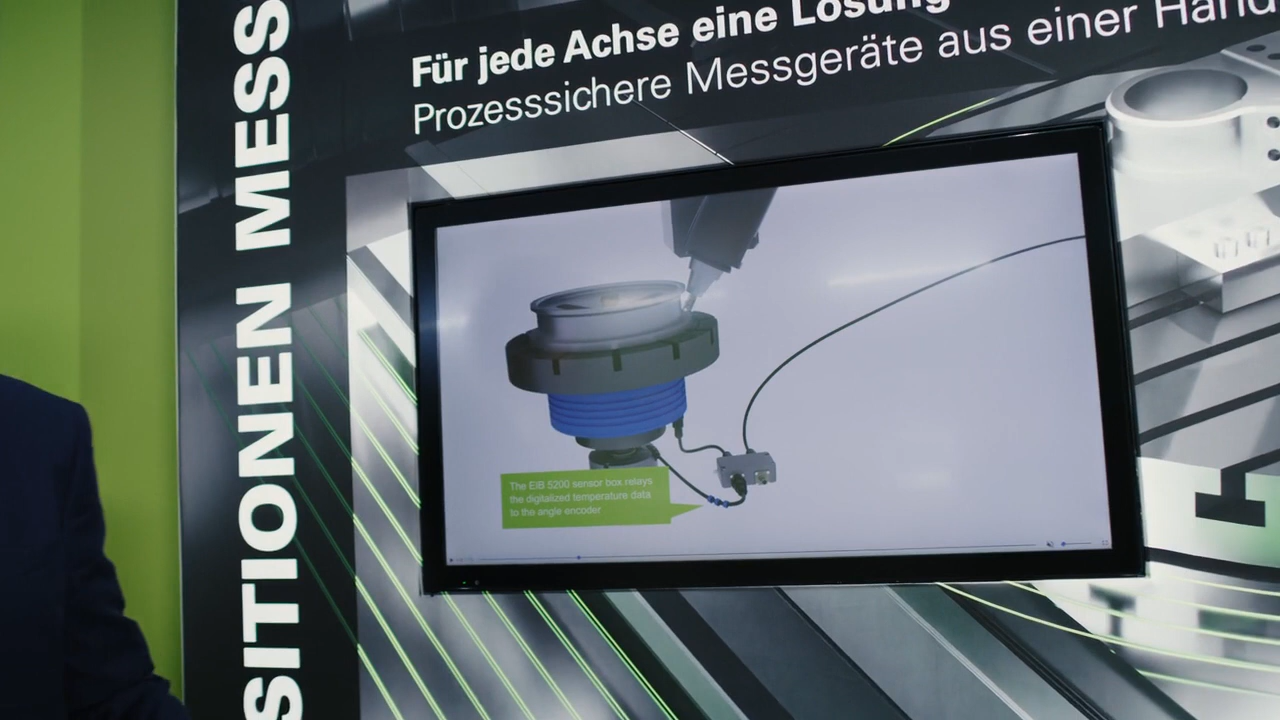 Für jede Achse eine Lösung
Prozesssichere Messgeräte aus einer Hand
SITIONEN MESS
The EIB 5200 sensor box relays
the digitalized temperature data
to the angle encoder